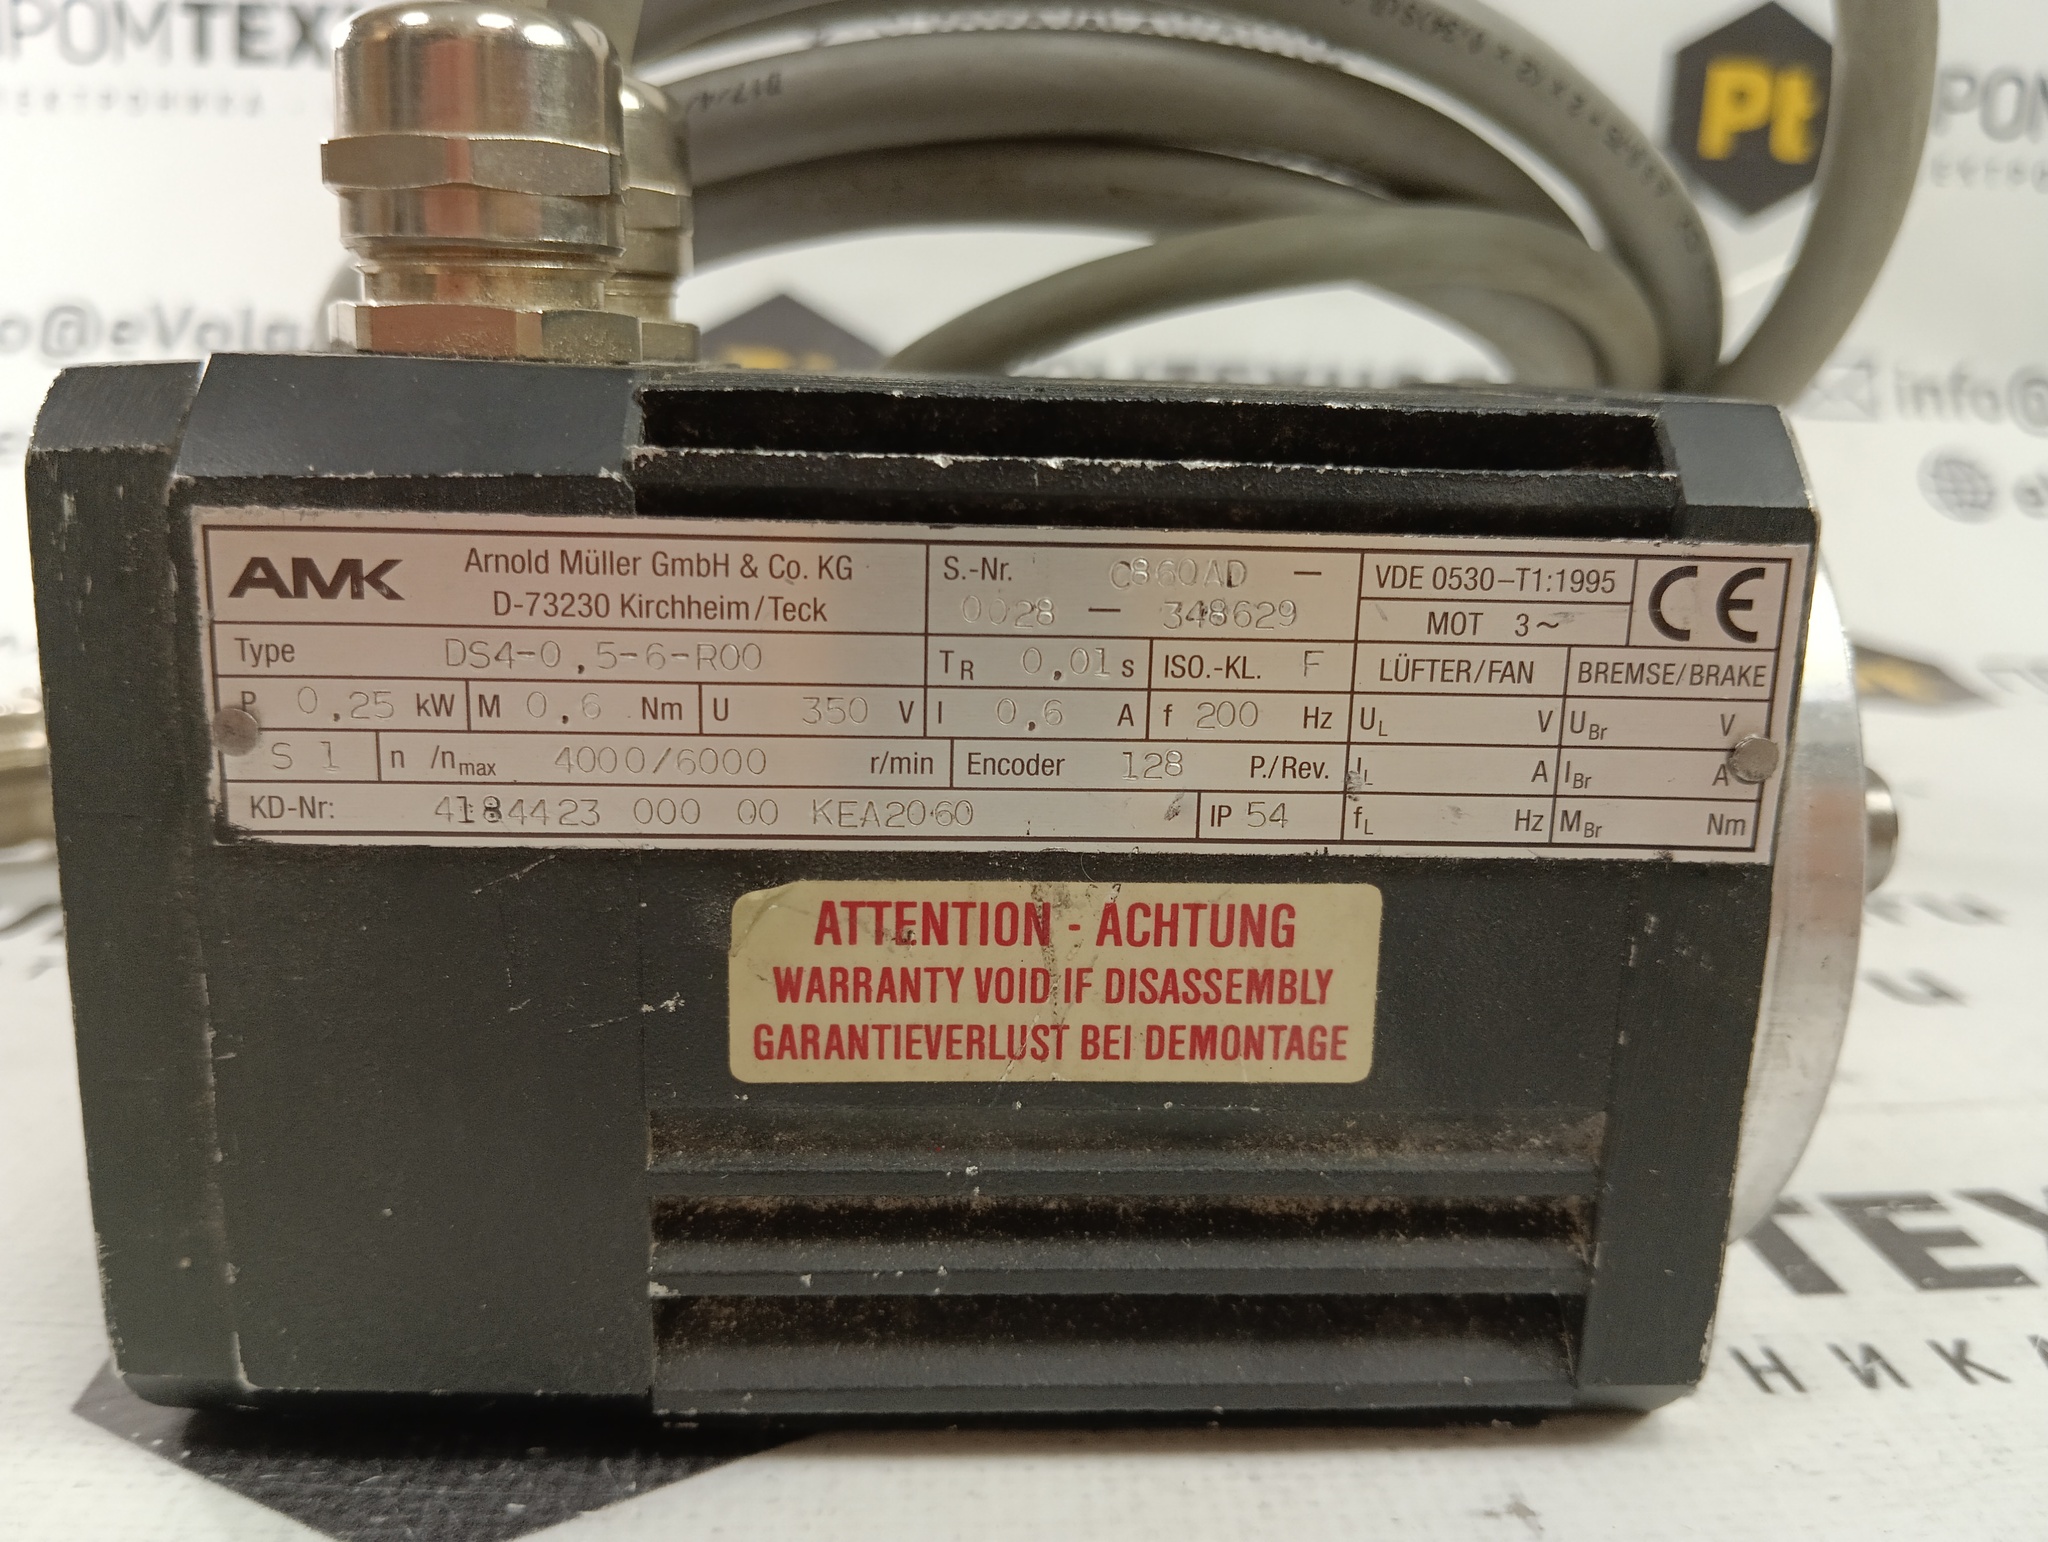 ПРОМТЕХН
info@
Pt
AMK
Arnold Müller GmbH & Co. KG
D-73230 Kirchheim/Teck
S.-Nr. C860AD –
0028 – 348629
VDE 0530–T1:1995
MOT 3~
CE
Type DS4-0,5-6-R00
TR 0,01 s
ISO.-KL. F
LÜFTER/FAN
BREMSE/BRAKE
P 0,25 kW
M 0,6 Nm
U 350 V
I 0,6 A
f 200 Hz
UL V
UBr V
S 1
n /nmax 4000/6000 r/min
Encoder 128 P./Rev.
IL A
IBr A
KD-Nr: 4184423 000 00 KEA2060
IP 54
fL Hz
MBr Nm
ATTENTION - ACHTUNG
WARRANTY VOID IF DISASSEMBLY
GARANTIEVERLUST BEI DEMONTAGE